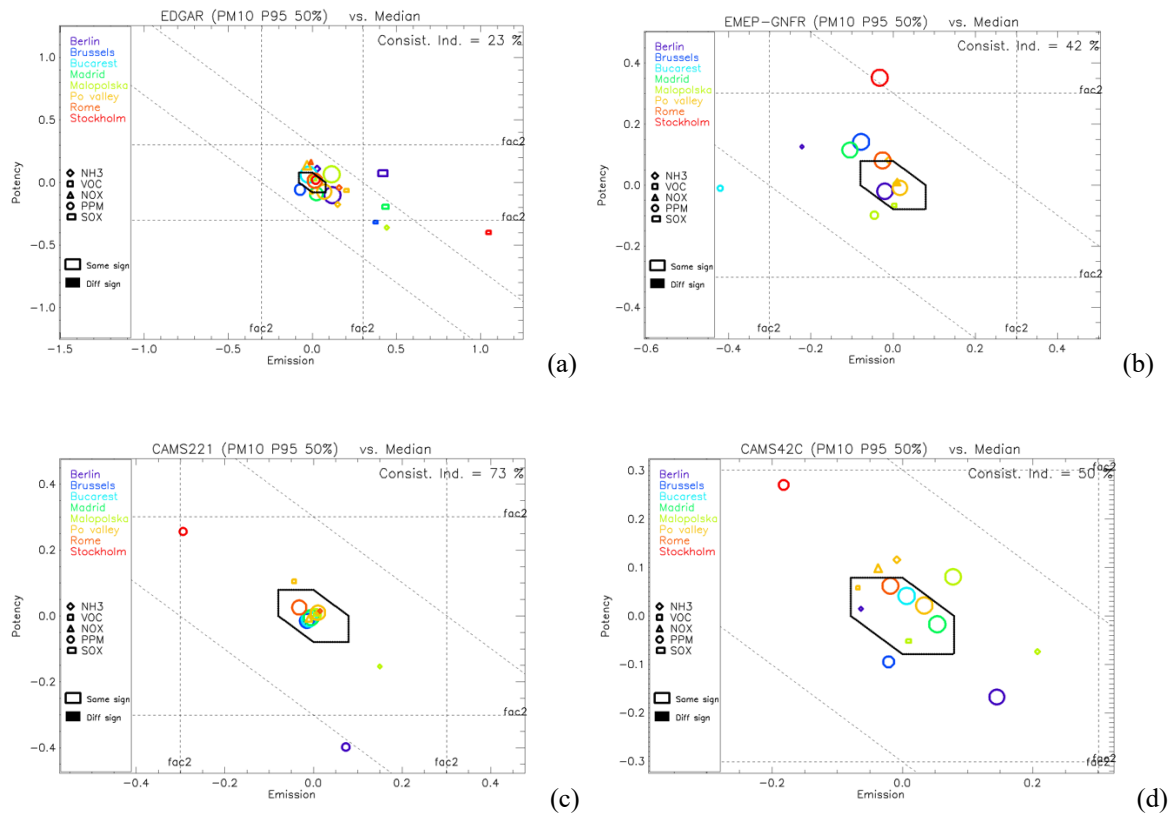 EDGAR (PM10 P95 50%) vs. Median
Consist. Ind. = 23 %
Berlin
Brussels
Bucarest
Madrid
Malopolska
Po valley
Rome
Stockholm
NH3
VOC
NOX
PPM
SOX
Same sign
Diff sign
Potency
1.0
0.5
0.0
-0.5
-1.0
fac2
fac2
fac2 fac2
-1.5 -1.0 -0.5 0.0 0.5 1.0
Emission
(a)
EMEP-GNFR (PM10 P95 50%) vs. Median
Consist. Ind. = 42 %
Berlin
Brussels
Bucarest
Madrid
Malopolska
Po valley
Rome
Stockholm
NH3
VOC
NOX
PPM
SOX
Same sign
Diff sign
Potency
0.4
0.2
0.0
-0.2
-0.4
fac2
fac2
fac2 fac2
-0.6 -0.4 -0.2 0.0 0.2 0.4
Emission
(b)
CAMS221 (PM10 P95 50%) vs. Median
Consist. Ind. = 73 %
Berlin
Brussels
Bucarest
Madrid
Malopolska
Po valley
Rome
Stockholm
NH3
VOC
NOX
PPM
SOX
Same sign
Diff sign
Potency
0.4
0.2
0.0
-0.2
-0.4
fac2
fac2
fac2 fac2
-0.4 -0.2 0.0 0.2 0.4
Emission
(c)
CAMS42C (PM10 P95 50%) vs. Median
Consist. Ind. = 50 %
Berlin
Brussels
Bucarest
Madrid
Malopolska
Po valley
Rome
Stockholm
NH3
VOC
NOX
PPM
SOX
Same sign
Diff sign
Potency
0.3
0.2
0.1
0.0
-0.1
-0.2
-0.3
fac2
fac2
-0.2 0.0 0.2
Emission
(d)